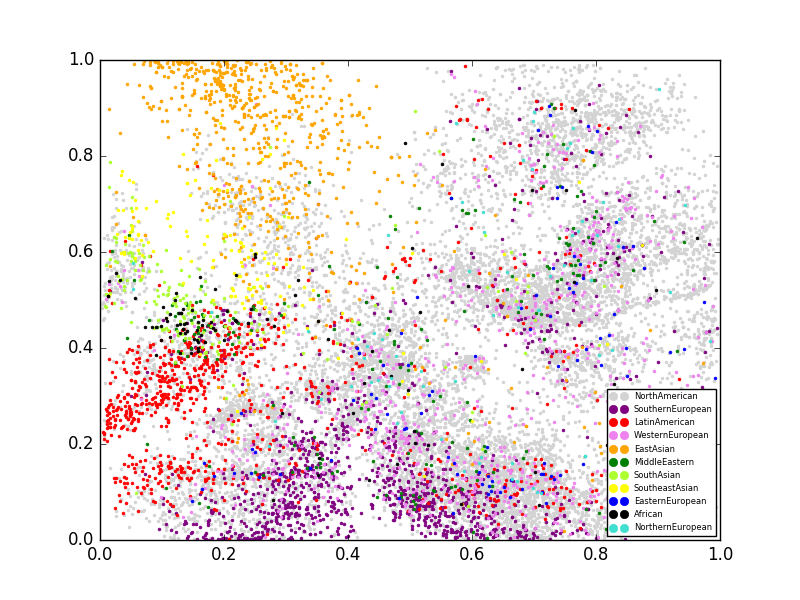 1.0
0.8
0.6
0.4
0.2
0.0
0.0 0.2 0.4 0.6 0.8 1.0
NorthAmerican
SouthernEuropean
LatinAmerican
WesternEuropean
EastAsian
MiddleEastern
SouthAsian
SoutheastAsian
EasternEuropean
African
NorthernEuropean